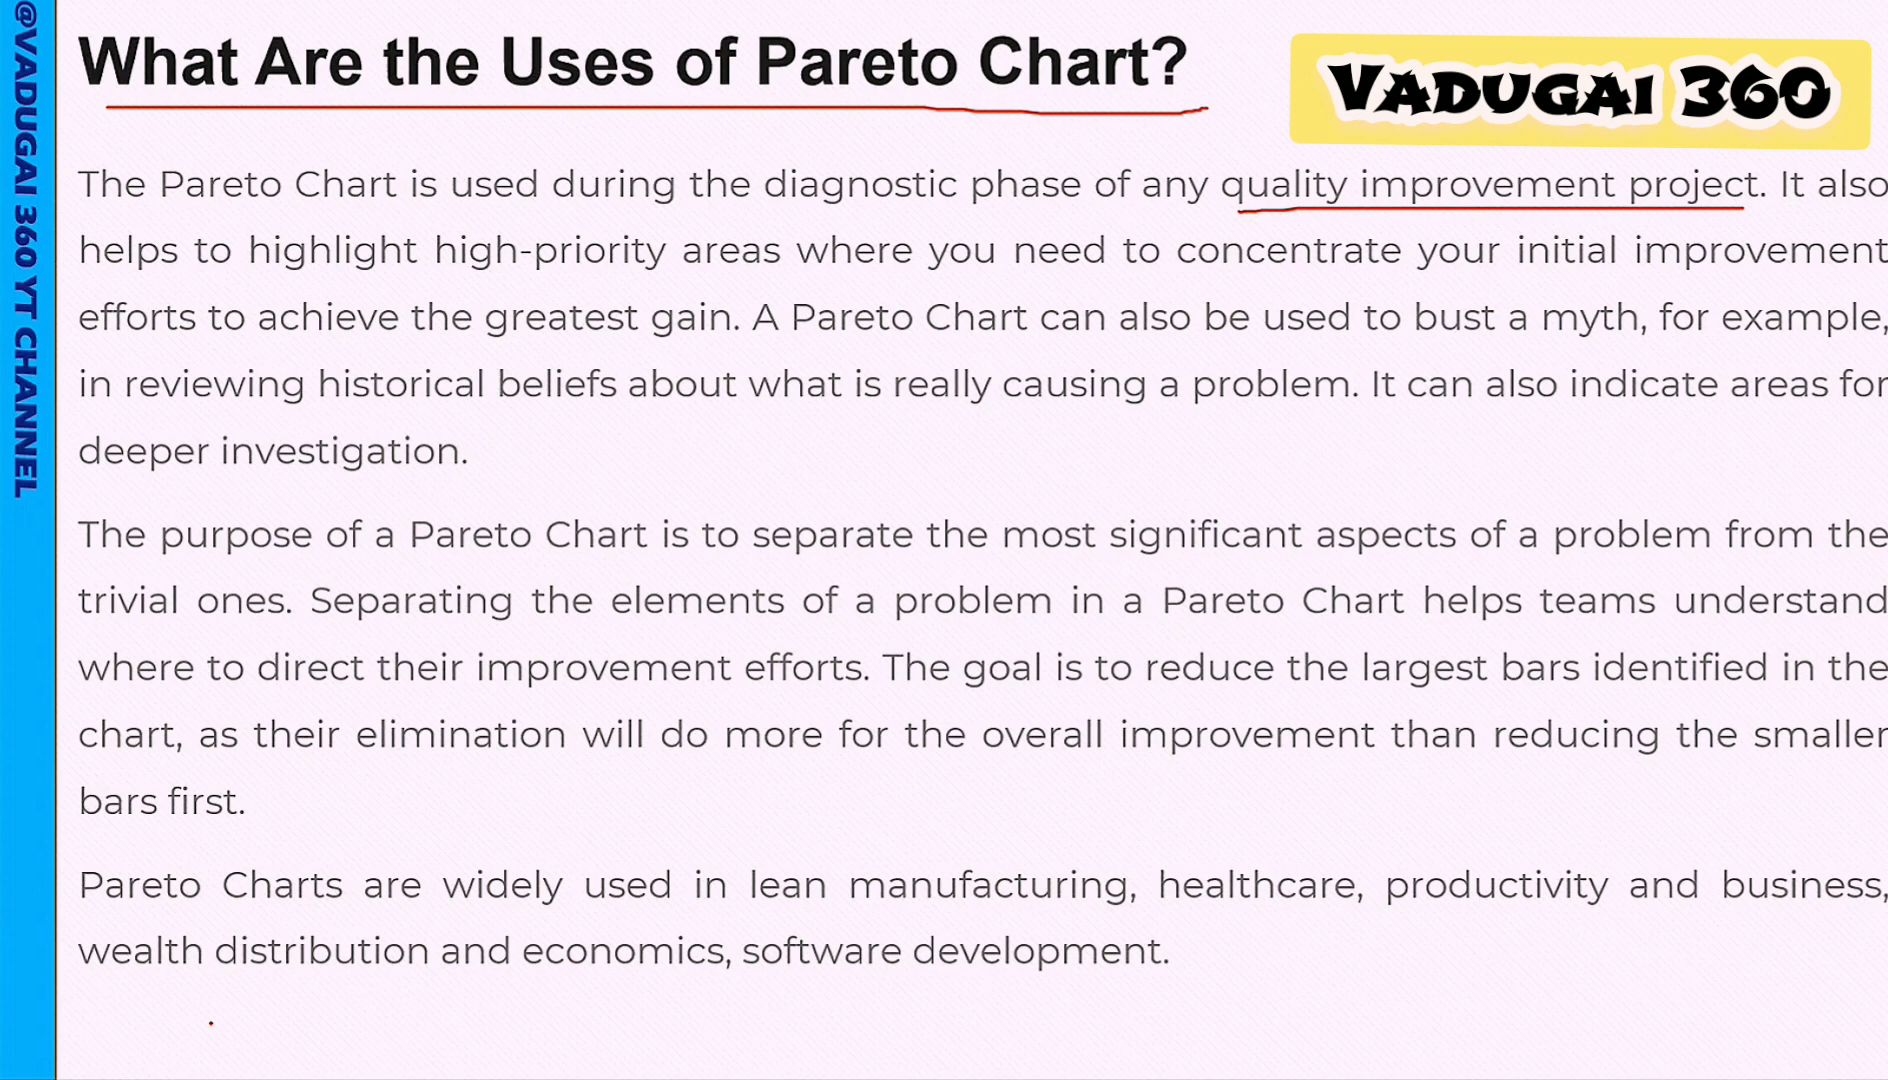 @VADUGAI 360 YT CHANNEL
What Are the Uses of Pareto Chart?
VADUGAI 360
The Pareto Chart is used during the diagnostic phase of any quality improvement project. It also
helps to highlight high-priority areas where you need to concentrate your initial improvement
efforts to achieve the greatest gain. A Pareto Chart can also be used to bust a myth, for example,
in reviewing historical beliefs about what is really causing a problem. It can also indicate areas for
deeper investigation.
The purpose of a Pareto Chart is to separate the most significant aspects of a problem from the
trivial ones. Separating the elements of a problem in a Pareto Chart helps teams understand
where to direct their improvement efforts. The goal is to reduce the largest bars identified in the
chart, as their elimination will do more for the overall improvement than reducing the smaller
bars first.
Pareto Charts are widely used in lean manufacturing, healthcare, productivity and business,
wealth distribution and economics, software development.